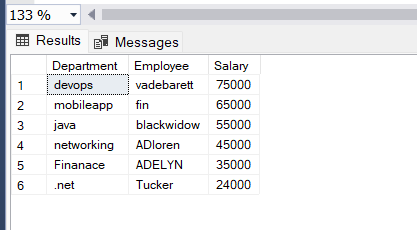 133 %
Results Messages
Department Employee Salary
1 devops vadebarett 75000
2 mobileapp fin 65000
3 java blackwidow 55000
4 networking ADloren 45000
5 Finanace ADELYN 35000
6 .net Tucker 24000